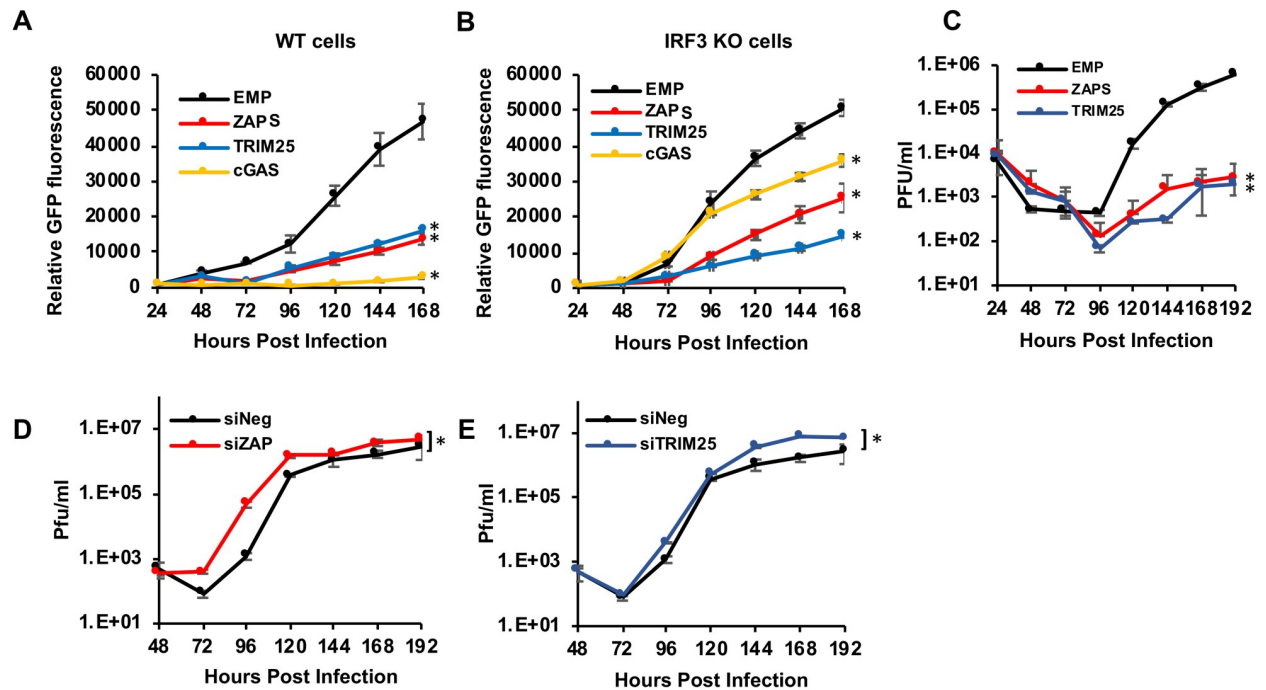 A
WT cells
Relative GFP fluorescence
60000
50000
40000
30000
20000
10000
0
EMP
ZAPS
TRIM25
cGAS
*
*
*
24 48 72 96 120 144 168
Hours Post Infection
B
IRF3 KO cells
Relative GFP fluorescence
60000
50000
40000
30000
20000
10000
0
EMP
ZAPS
TRIM25
cGAS
*
*
*
24 48 72 96 120 144 168
Hours Post Infection
C
PFU/ml
1.E+06
1.E+05
1.E+04
1.E+03
1.E+02
1.E+01
EMP
ZAPS
TRIM25
*
*
24 48 72 96 120 144 168 192
Hours Post Infection
D
Pfu/ml
1.E+07
1.E+05
1.E+03
1.E+01
siNeg
siZAP
*
48 72 96 120 144 168 192
Hours Post Infection
E
Pfu/ml
1.E+07
1.E+05
1.E+03
1.E+01
siNeg
siTRIM25
*
48 72 96 120 144 168 192
Hours Post Infection